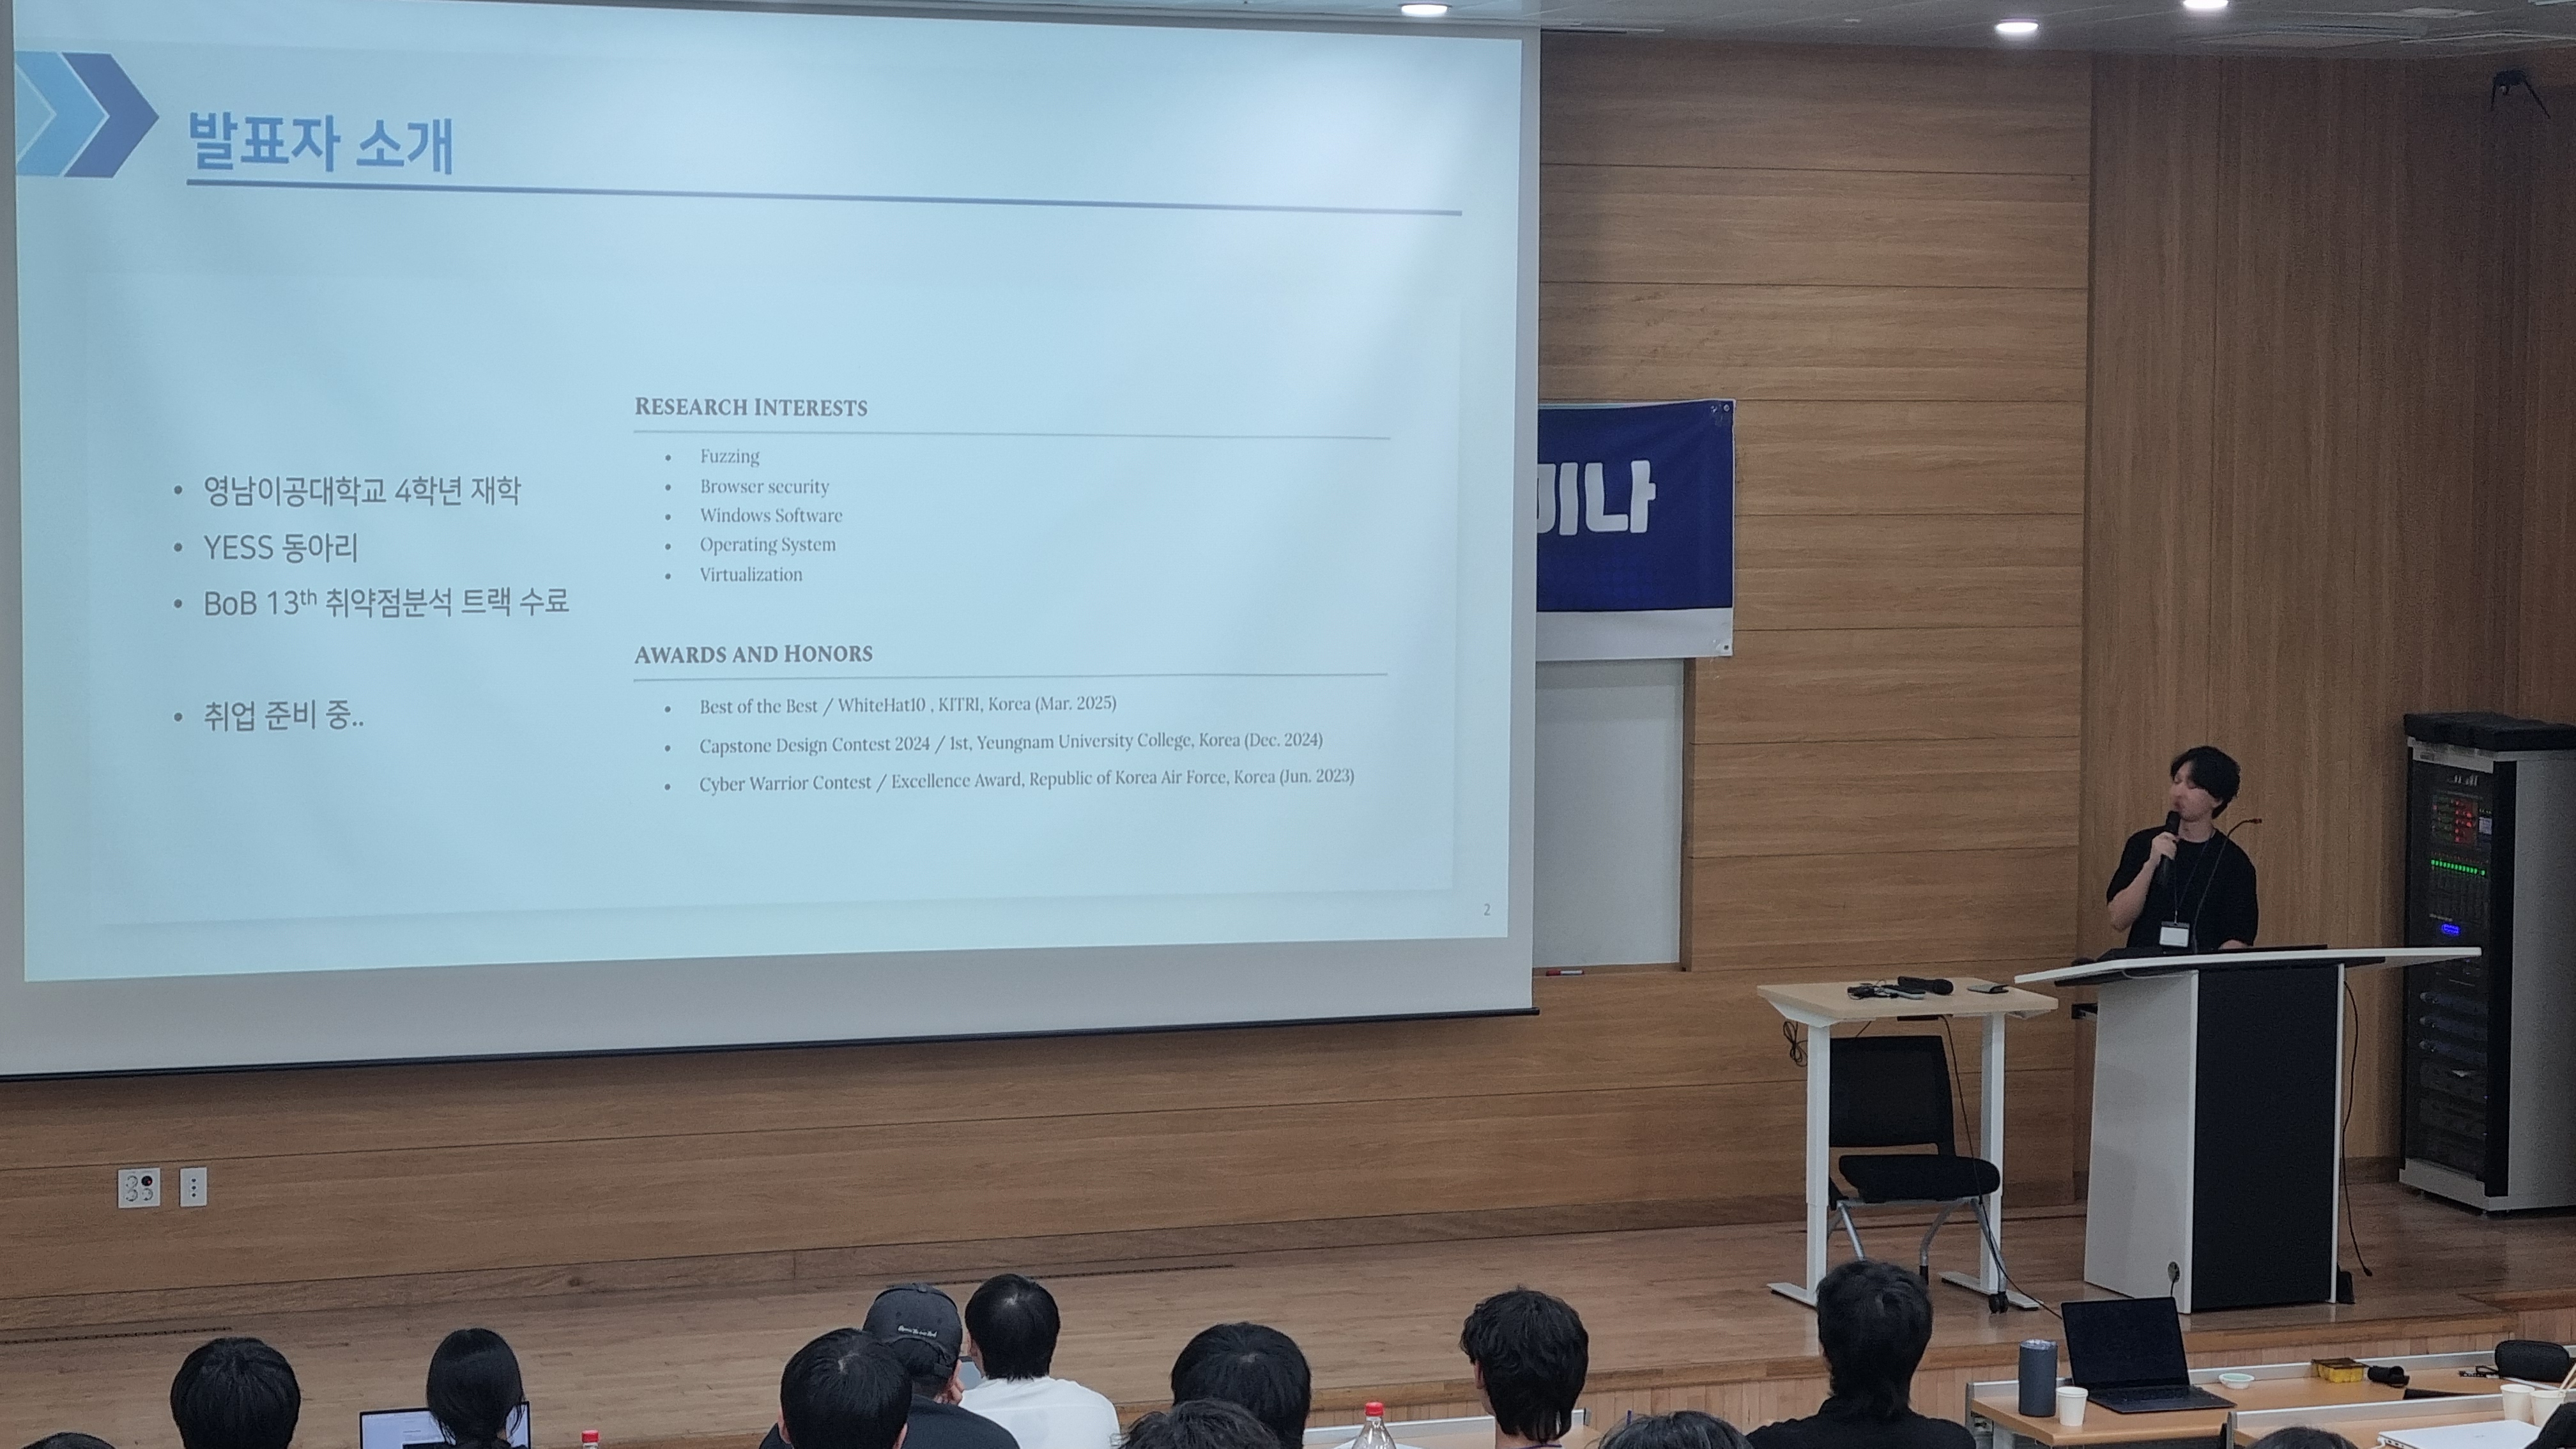 발표자 소개
• 영남이공대학교 4학년 재학
• YESS 동아리
• BoB 13th 취약점분석 트랙 수료
• 취업 준비 중..
RESEARCH INTERESTS
• Fuzzing
• Browser security
• Windows Software
• Operating System
• Virtualization
AWARDS AND HONORS
• Best of the Best / WhiteHat10 , KITRI, Korea (Mar. 2025)
• Capstone Design Contest 2024 / 1st, Yeungnam University College, Korea (Dec. 2024)
• Cyber Warrior Contest / Excellence Award, Republic of Korea Air Force, Korea (Jun. 2023)
2
미나